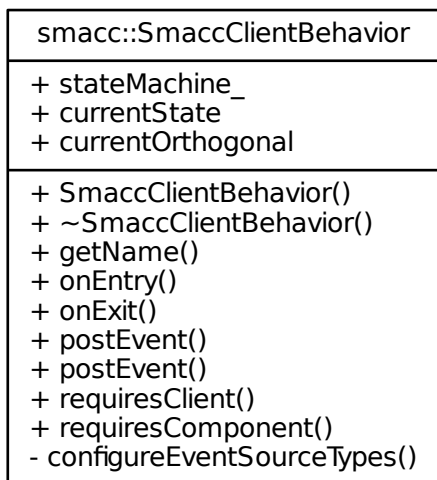 smacc::SmaccClientBehavior
+ stateMachine_
+ currentState
+ currentOrthogonal
+ SmaccClientBehavior()
+ ~SmaccClientBehavior()
+ getName()
+ onEntry()
+ onExit()
+ postEvent()
+ postEvent()
+ requiresClient()
+ requiresComponent()
- configureEventSourceTypes()